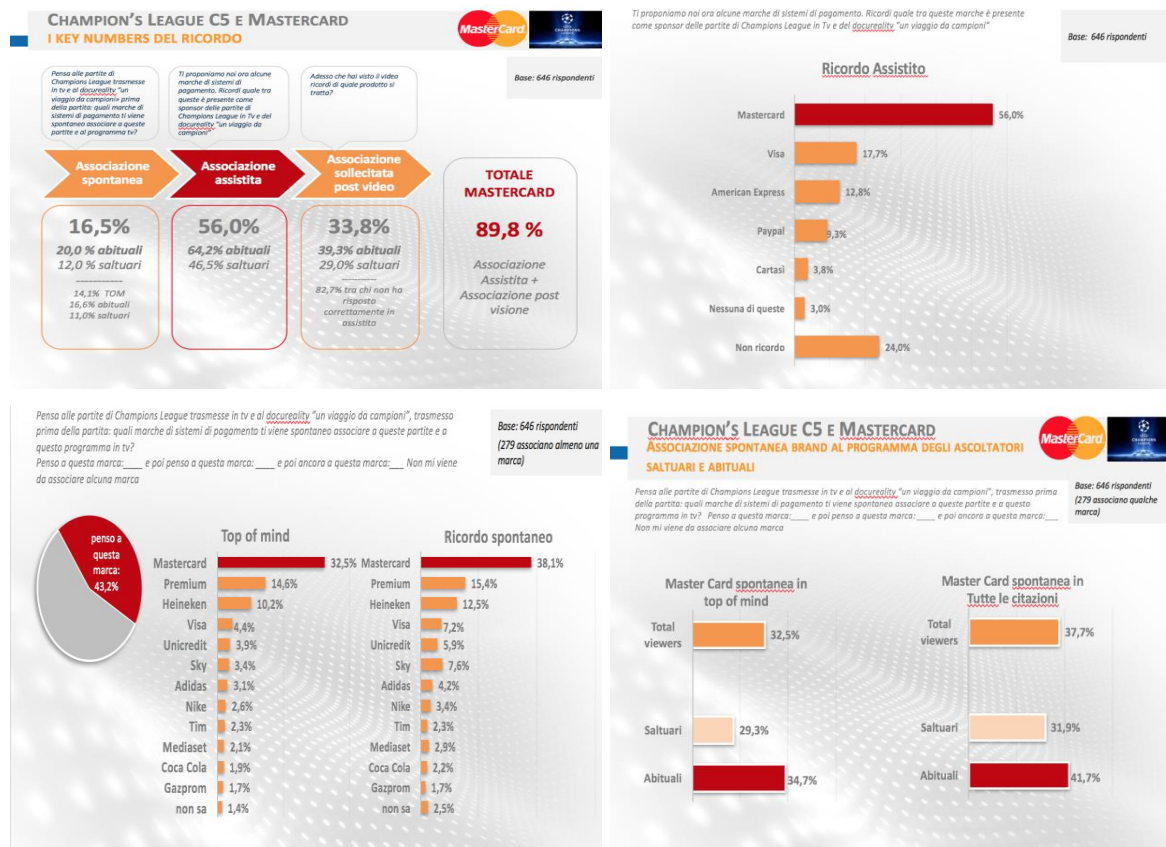 CHAMPION'S LEAGUE C5 E MASTERCARD
I KEY NUMBERS DEL RICORDO
MasterCard
CHAMPIONS
LEAGUE
Base: 646 rispondenti
Pensa alle partite di
Champions League trasmesse
in tv e al docureality "un
viaggio da campioni» prima
della partita: quali marche di
sistemi di pagamento ti viene
spontaneo associare a queste
partite e al programma tv?
Ti proponiamo noi ora alcune
marche di sistemi di
pagamento. Ricordi quale tra
queste è presente come
sponsor delle partite di
Champions League in Tv e del
docureality "un viaggio da
campioni"
Adesso che hai visto il video
ricordi di quale prodotto si
tratta?
Associazione
spontanea
Associazione
assistita
Associazione
sollecitata
post video
16,5%
20,0 % abituali
12,0 % saltuari
-----------
14,1% TOM
16,6% abituali
11,0% saltuari
56,0%
64,2% abituali
46,5% saltuari
33,8%
39,3% abituali
29,0% saltuari
--------
82,7% tra chi non ha
risposto
correttamente in
assistito
TOTALE
MASTERCARD
89,8 %
Associazione
Assistita +
Associazione post
visione
Ti proponiamo noi ora alcune marche di sistemi di pagamento. Ricordi quale tra queste marche è presente
come sponsor delle partite di Champions League in Tv e del docureality "un viaggio da campioni"
Base: 646 rispondenti
Ricordo Assistito
Mastercard 56,0%
Visa 17,7%
American Express 12,8%
Paypal 9,3%
Cartasì 3,8%
Nessuna di queste 3,0%
Non ricordo 24,0%
Pensa alle partite di Champions League trasmesse in tv e al docureality "un viaggio da campioni", trasmesso
prima della partita: quali marche di sistemi di pagamento ti viene spontaneo associare a queste partite e a
questo programma in tv?
Penso a questa marca:____ e poi penso a questa marca: ____ e poi ancora a questa marca:___ Non mi viene
da associare alcuna marca
Base: 646 rispondenti
(279 associano almeno una
marca)
penso a
questa
marca:
43,2%
Top of mind
Mastercard 32,5%
Premium 14,6%
Heineken 10,2%
Visa 4,4%
Unicredit 3,9%
Sky 3,4%
Adidas 3,1%
Nike 2,6%
Tim 2,3%
Mediaset 2,1%
Coca Cola 1,9%
Gazprom 1,7%
non sa 1,4%
Ricordo spontaneo
Mastercard 38,1%
Premium 15,4%
Heineken 12,5%
Visa 7,2%
Unicredit 5,9%
Sky 7,6%
Adidas 4,2%
Nike 3,4%
Tim 2,3%
Mediaset 2,9%
Coca Cola 2,2%
Gazprom 1,7%
non sa 2,5%
CHAMPION'S LEAGUE C5 E MASTERCARD
ASSOCIAZIONE SPONTANEA BRAND AL PROGRAMMA DEGLI ASCOLTATORI
SALTUARI E ABITUALI
MasterCard
CHAMPIONS
LEAGUE
Pensa alle partite di Champions League trasmesse in tv e al docureality "un viaggio da campioni", trasmesso prima
della partita: quali marche di sistemi di pagamento ti viene spontaneo associare a queste partite e a questo
programma in tv? Penso a questa marca:____ e poi penso a questa marca: ____ e poi ancora a questa marca:___
Non mi viene da associare alcuna marca
Base: 646 rispondenti
(279 associano qualche
marca)
Master Card spontanea in
top of mind
Total
viewers 32,5%
Saltuari 29,3%
Abituali 34,7%
Master Card spontanea in
Tutte le citazioni
Total
viewers 37,7%
Saltuari 31,9%
Abituali 41,7%